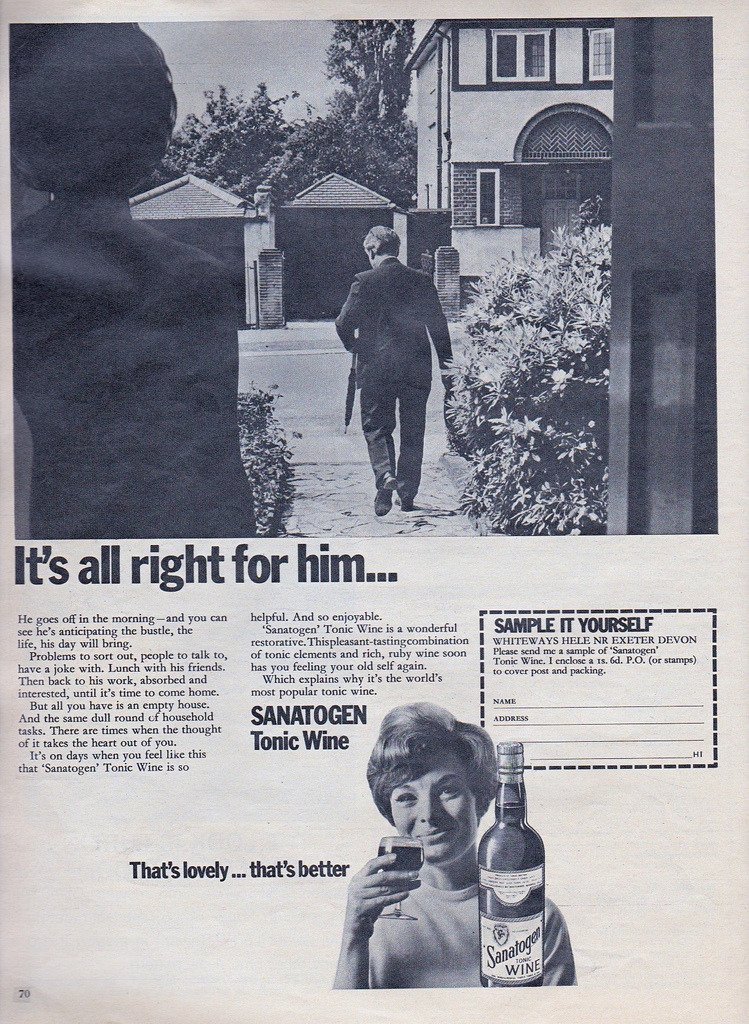 It's all right for him...
He goes off in the morning—and you can
see he's anticipating the bustle, the
life, his day will bring.
Problems to sort out, people to talk to,
have a joke with. Lunch with his friends.
Then back to his work, absorbed and
interested, until it's time to come home.
But all you have is an empty house.
And the same dull round of household
tasks. There are times when the thought
of it takes the heart out of you.
It's on days when you feel like this
that 'Sanatogen' Tonic Wine is so
helpful. And so enjoyable.
'Sanatogen' Tonic Wine is a wonderful
restorative. This pleasant-tasting combination
of tonic elements and rich, ruby wine soon
has you feeling your old self again.
Which explains why it's the world's
most popular tonic wine.
SANATOGEN
Tonic Wine
SAMPLE IT YOURSELF
WHITEWAYS HELE NR EXETER DEVON
Please send me a sample of 'Sanatogen'
Tonic Wine. I enclose a 1s. 6d. P.O. (or stamps)
to cover post and packing.
NAME
ADDRESS
H1
That's lovely... that's better
Sanatogen
TONIC
WINE
70